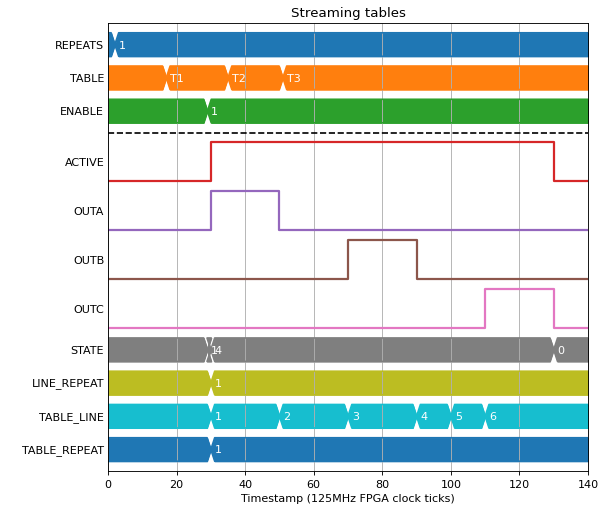 Streaming tables
REPEATS 1
TABLE T1 T2 T3
ENABLE 1
ACTIVE
OUTA
OUTB
OUTC
STATE 1 4 0
LINE_REPEAT 1
TABLE_LINE 1 2 3 4 5 6
TABLE_REPEAT 1
0 20 40 60 80 100 120 140
Timestamp (125MHz FPGA clock ticks)